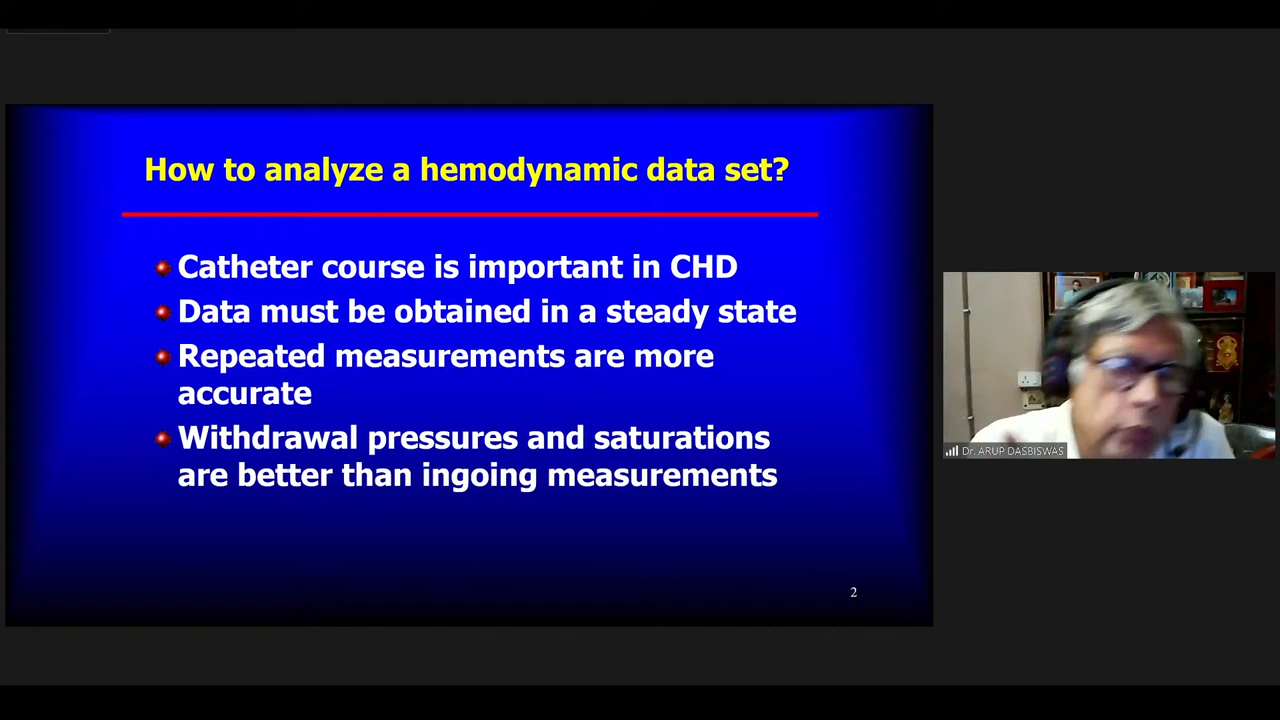 How to analyze a hemodynamic data set?
Catheter course is important in CHD
Data must be obtained in a steady state
Repeated measurements are more
accurate
Withdrawal pressures and saturations
are better than ingoing measurements
2
Dr. ARUP DASBISWAS